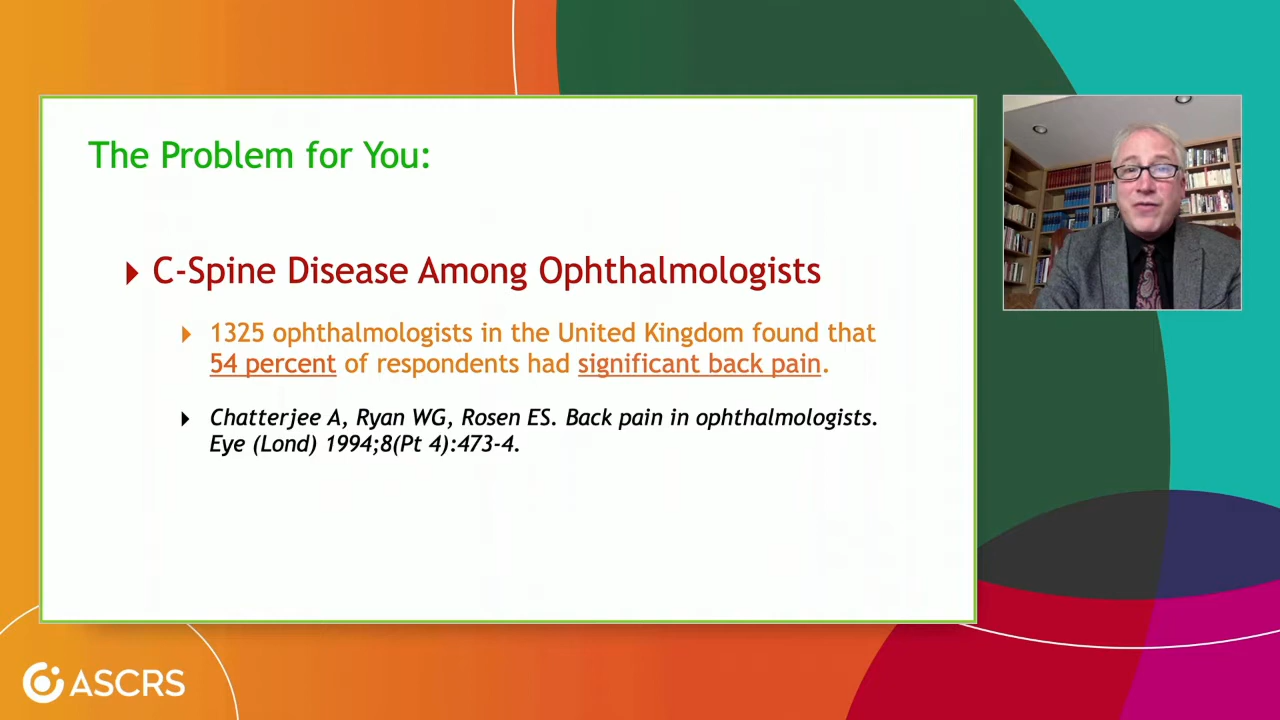 The Problem for You:
C-Spine Disease Among Ophthalmologists
1325 ophthalmologists in the United Kingdom found that
54 percent of respondents had significant back pain.
Chatterjee A, Ryan WG, Rosen ES. Back pain in ophthalmologists.
Eye (Lond) 1994;8(Pt 4):473-4.
ASCRS